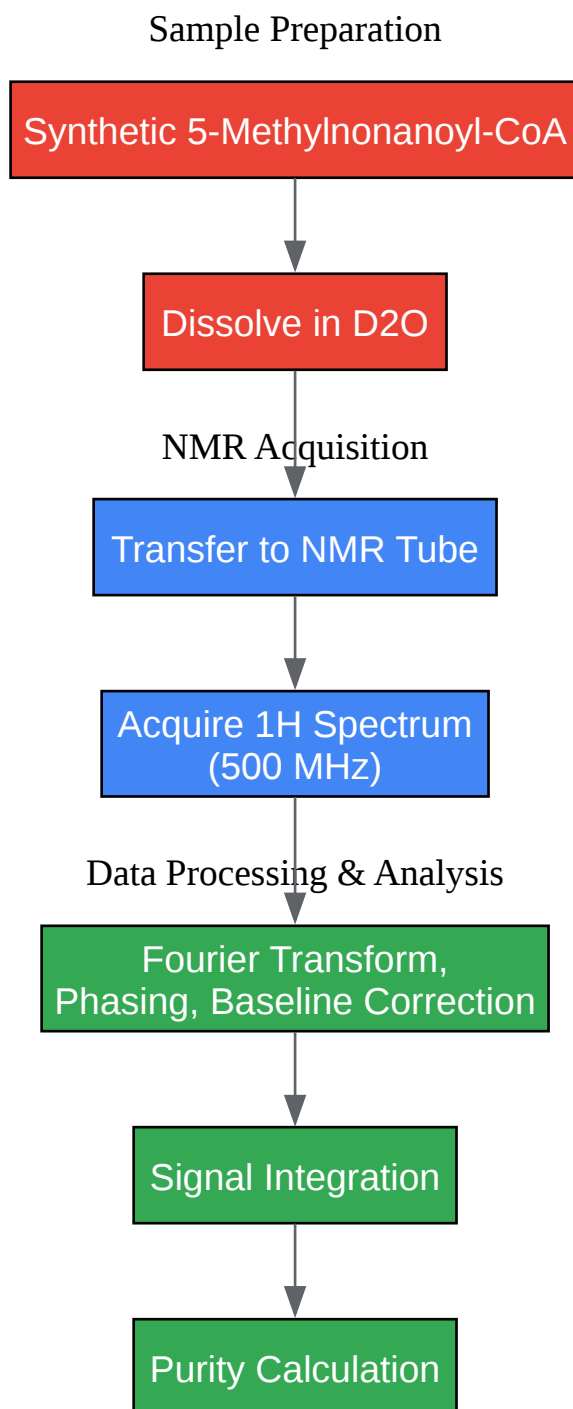 Sample Preparation
Synthetic 5-Methylnonanoyl-CoA
Dissolve in D2O
NMR Acquisition
Transfer to NMR Tube
Acquire 1H Spectrum
(500 MHz)
Data Processing & Analysis
Fourier Transform,
Phasing, Baseline Correction
Signal Integration
Purity Calculation